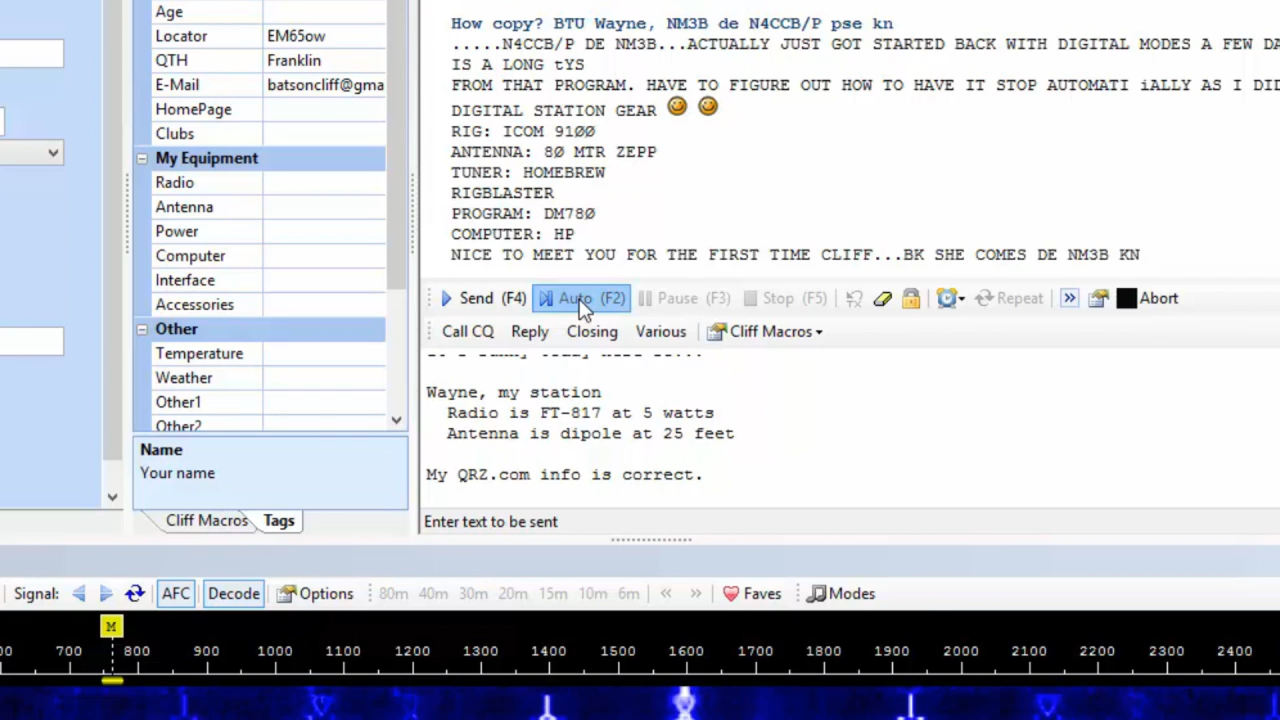 How copy? BTU Wayne, NM3B de N4CCB/P pse kn
.....N4CCB/P DE NM3B...ACTUALLY JUST GOT STARTED BACK WITH DIGITAL MODES A FEW DA
IS A LONG tYS
FROM THAT PROGRAM. HAVE TO FIGURE OUT HOW TO HAVE IT STOP AUTOMATI iALLY AS I DID
DIGITAL STATION GEAR
RIG: ICOM 91ØØ
ANTENNA: 8Ø MTR ZEPP
TUNER: HOMEBREW
RIGBLASTER
PROGRAM: DM78Ø
COMPUTER: HP
NICE TO MEET YOU FOR THE FIRST TIME CLIFF...BK SHE COMES DE NM3B KN
Age
Locator EM65ow
QTH Franklin
E-Mail batsoncliff@gma
HomePage
Clubs
My Equipment
Radio
Antenna
Power
Computer
Interface
Accessories
Other
Temperature
Weather
Other1
Other2
Name
Your name
Cliff Macros Tags
Send (F4) Auto (F2) Pause (F3) Stop (F5) Repeat Abort
Call CQ Reply Closing Various Cliff Macros
Wayne, my station
Radio is FT-817 at 5 watts
Antenna is dipole at 25 feet
My QRZ.com info is correct.
Enter text to be sent
Signal: AFC Decode Options 80m 40m 30m 20m 15m 10m 6m Faves Modes
M
00 700 800 900 1000 1100 1200 1300 1400 1500 1600 1700 1800 1900 2000 2100 2200 2300 2400